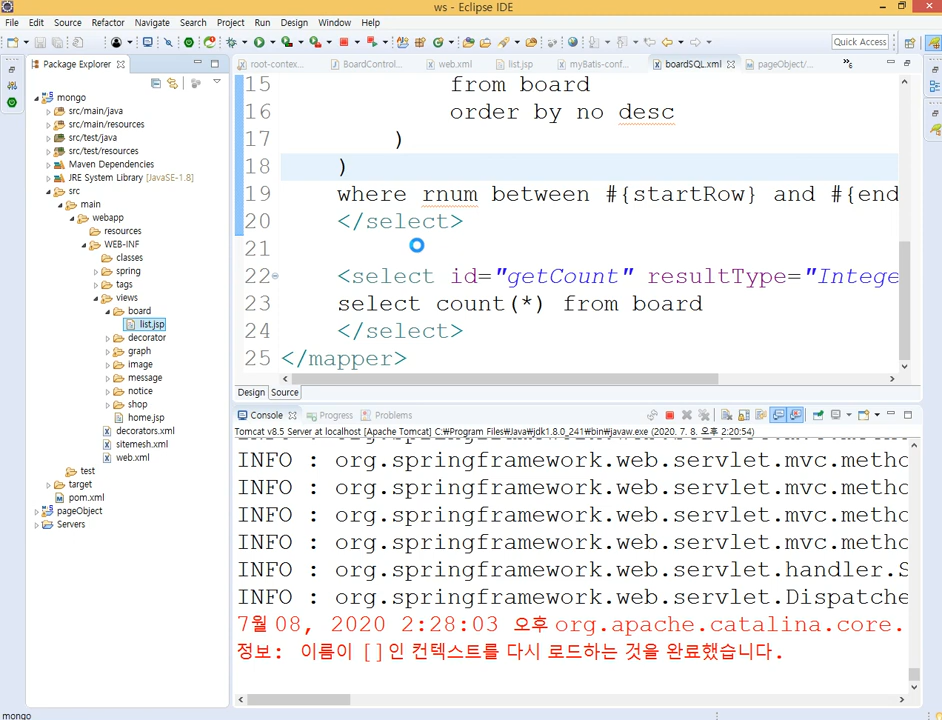 ws - Eclipse IDE
File Edit Source Refactor Navigate Search Project Run Design Window Help
Quick Access
Package Explorer
root-contex... BoardControl... web.xml list.jsp myBatis-conf... boardSQL.xml pageObject/...
mongo
src/main/java
src/main/resources
src/test/java
src/test/resources
Maven Dependencies
JRE System Library [JavaSE-1.8]
src
main
webapp
resources
WEB-INF
classes
spring
tags
views
board
list.jsp
decorator
graph
image
message
notice
shop
home.jsp
decorators.xml
sitemesh.xml
web.xml
test
target
pom.xml
pageObject
Servers
15 from board
16 order by no desc
17 )
18 )
19 where rnum between #{startRow} and #{end
20 </select>
21
22 <select id="getCount" resultType="Intege
23 select count(*) from board
24 </select>
25 </mapper>
Design Source
Console Progress Problems
Tomcat v8.5 Server at localhost [Apache Tomcat] C:₩Program Files₩Java₩jdk1.8.0_241₩bin₩javaw.exe (2020. 7. 8. 오후 2:20:54)
INFO : org.springframework.web.servlet.mvc.metho
INFO : org.springframework.web.servlet.mvc.metho
INFO : org.springframework.web.servlet.mvc.metho
INFO : org.springframework.web.servlet.mvc.metho
INFO : org.springframework.web.servlet.handler.S
INFO : org.springframework.web.servlet.Dispatche
7월 08, 2020 2:28:03 오후 org.apache.catalina.core.
정보: 이름이 []인 컨텍스트를 다시 로드하는 것을 완료했습니다.
mongo